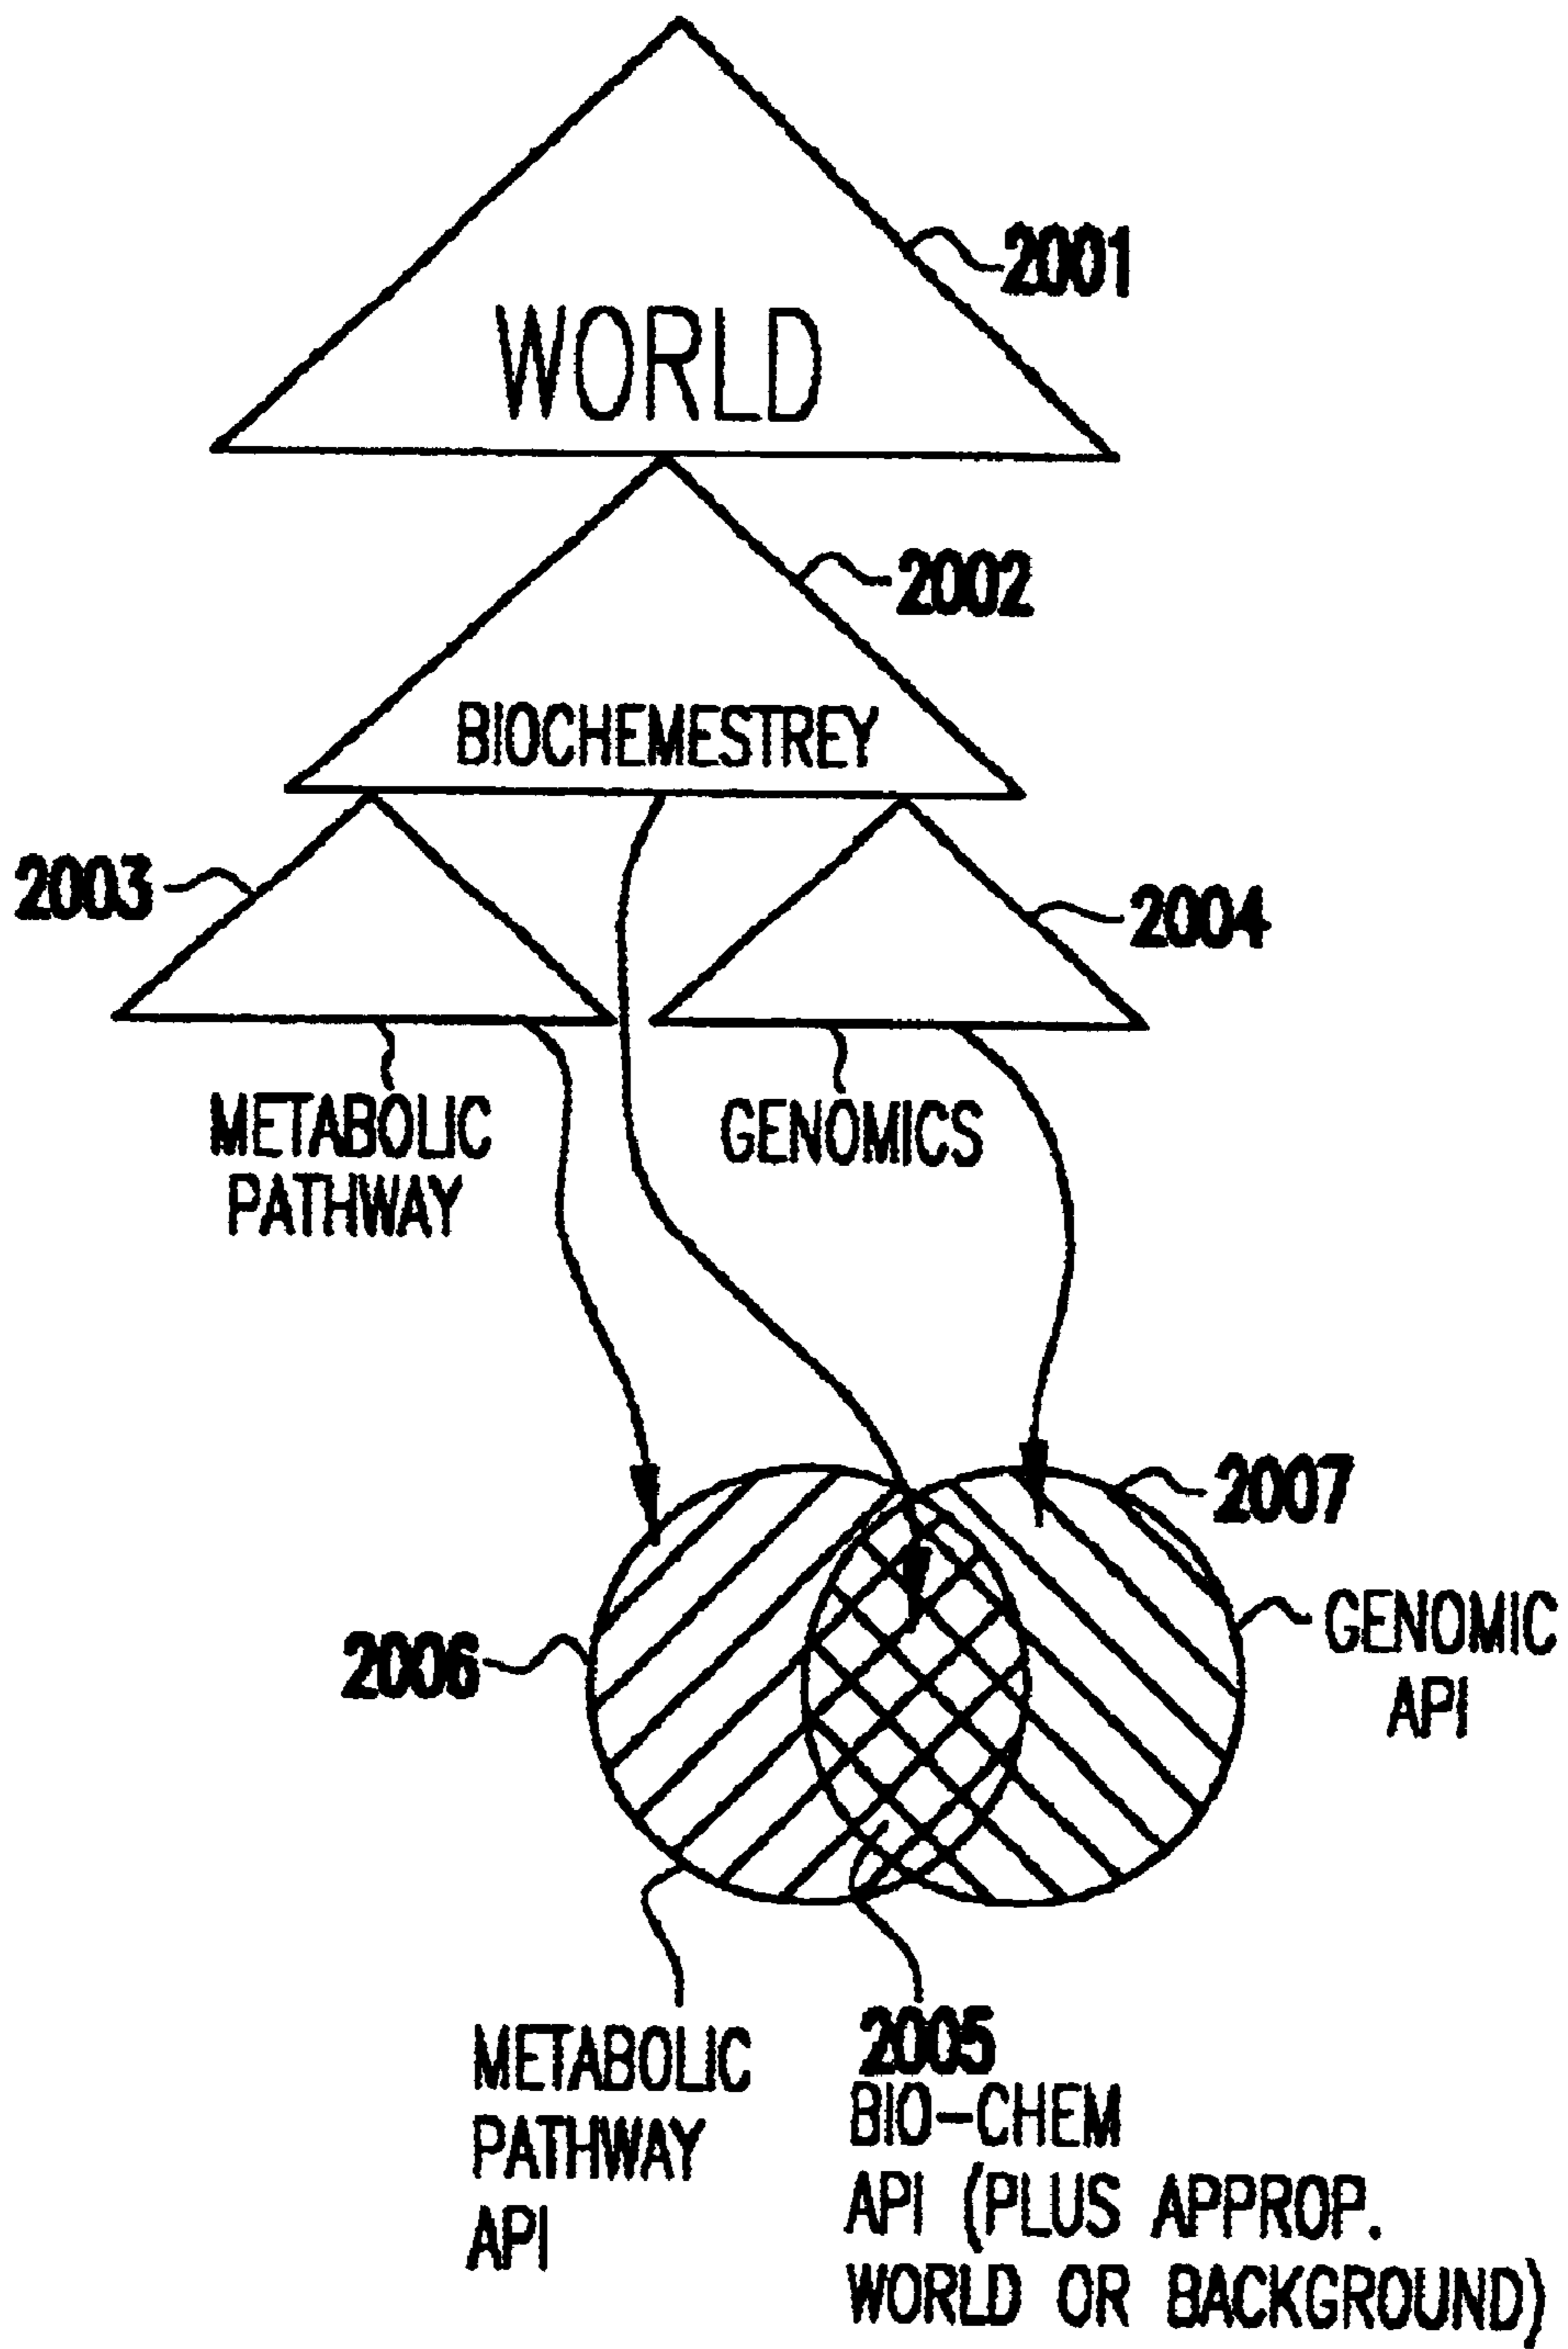 2001
WORLD
2002
BIOCHEMESTREY
2003
2004
METABOLIC
PATHWAY
GENOMICS
2007
2006
GENOMIC
API
METABOLIC
PATHWAY
API
2005
BIO-CHEM
API (PLUS APPROP.
WORLD OR BACKGROUND)